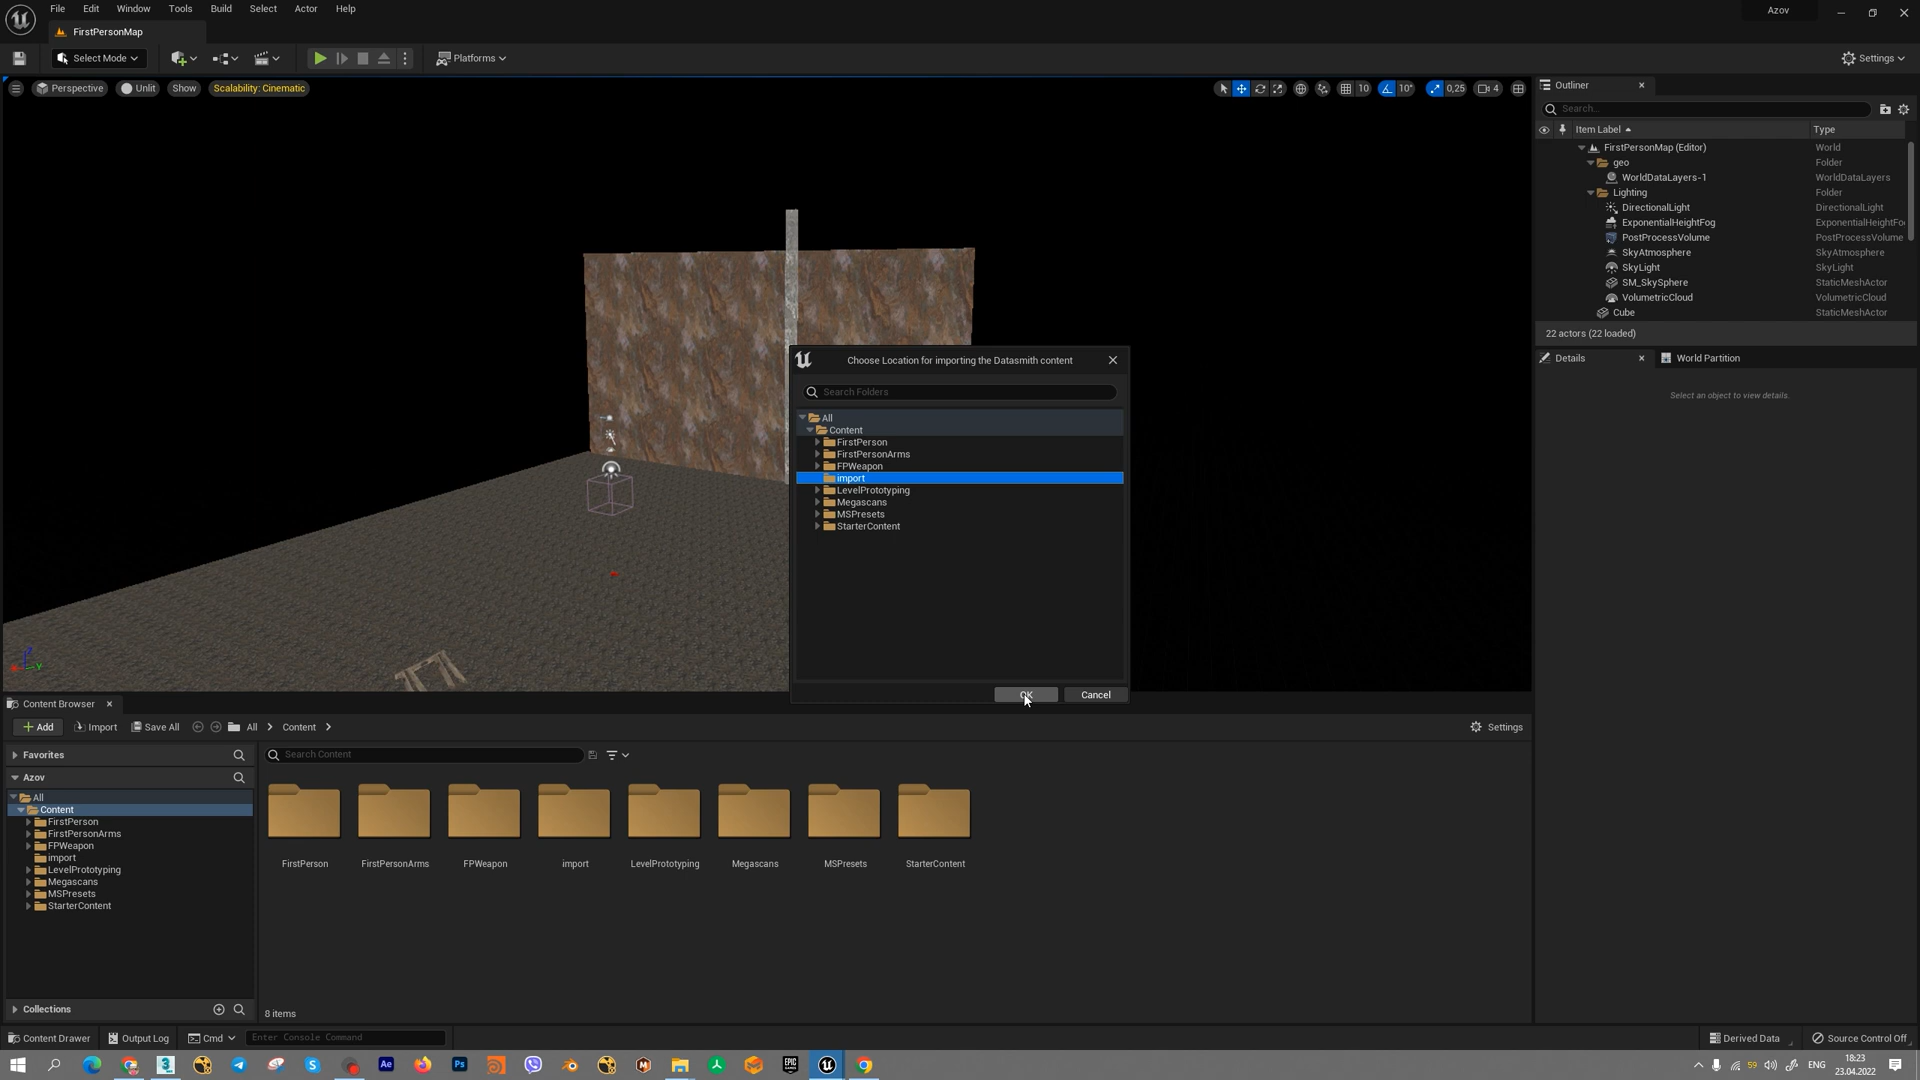 File Edit Window Tools Build Select Actor Help
Azov
FirstPersonMap
Select Mode
Platforms
Settings
Perspective Unlit Show Scalability: Cinematic
10 10° 0,25 4
Outliner
Search...
Item Label Type
FirstPersonMap (Editor) World
geo Folder
WorldDataLayers-1 WorldDataLayers
Lighting Folder
DirectionalLight DirectionalLight
ExponentialHeightFog ExponentialHeightFo
PostProcessVolume PostProcessVolume
SkyAtmosphere SkyAtmosphere
SkyLight SkyLight
SM_SkySphere StaticMeshActor
VolumetricCloud VolumetricCloud
Cube StaticMeshActor
22 actors (22 loaded)
Details World Partition
Select an object to view details.
Choose Location for importing the Datasmith content
Search Folders
All
Content
FirstPerson
FirstPersonArms
FPWeapon
import
LevelPrototyping
Megascans
MSPresets
StarterContent
OK Cancel
Content Browser
Add Import Save All All Content Settings
Favorites
Search Content
Azov
All
Content
FirstPerson
FirstPersonArms
FPWeapon
import
LevelPrototyping
Megascans
MSPresets
StarterContent
FirstPerson FirstPersonArms FPWeapon import LevelPrototyping Megascans MSPresets StarterContent
Collections
8 items
Content Drawer Output Log Cmd Enter Console Command Derived Data Source Control Off
Ae Ps EPIC GAMES 59 ENG 18:23
23.04.2022